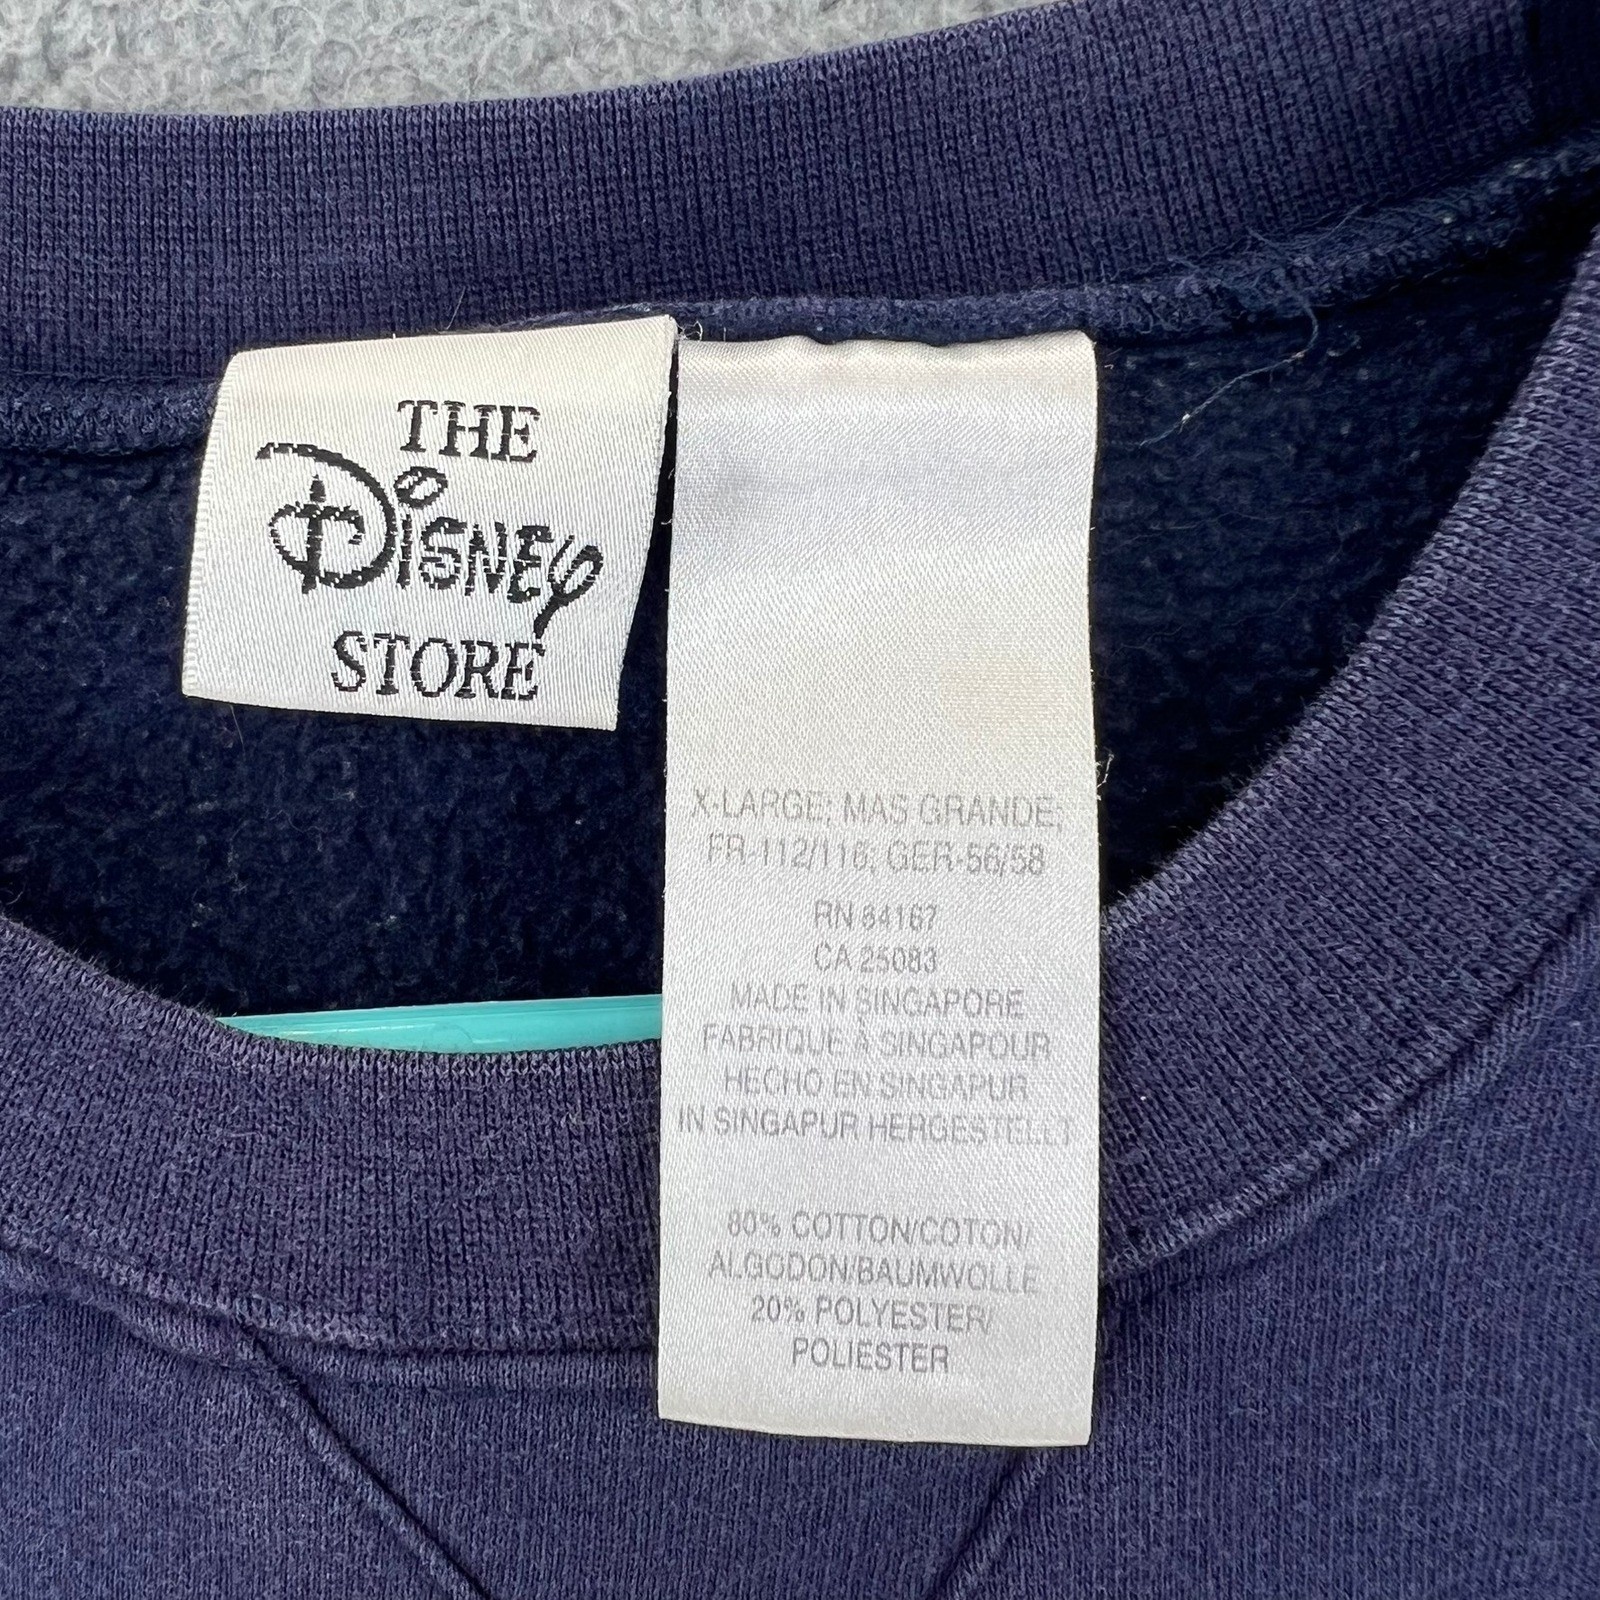 THE
Disney
STORE
X-LARGE; MAS GRANDE;
FR-112/116; GER-56/58
RN 84167
CA 25083
MADE IN SINGAPORE
FABRIQUE À SINGAPOUR
HECHO EN SINGAPUR
IN SINGAPUR HERGESTELLT
80% COTTON/COTON/
ALGODON/BAUMWOLLE
20% POLYESTER/
POLIESTER